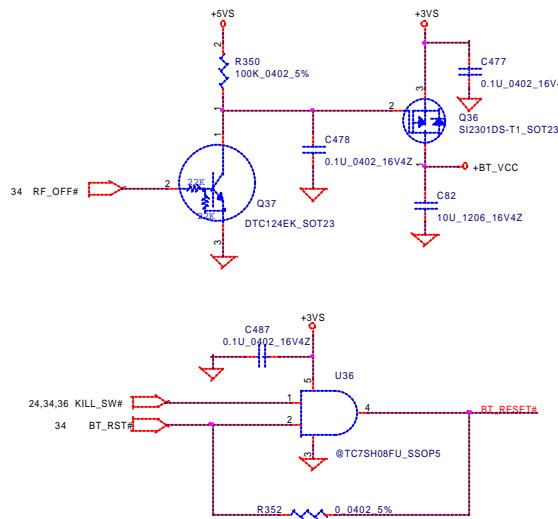 +5VS
+3VS
2
R350
100K_0402_5%
1
C477
0.1U_0402_16V4
3
2
Q36
SI2301DS-T1_SOT23
1
C478
0.1U_0402_16V4Z
1
+BT_VCC
34 RF_OFF#
2
22K
22K
Q37
DTC124EK_SOT23
3
C82
10U_1206_16V4Z
+3VS
C487
0.1U_0402_16V4Z
U36
5
24,34,36 KILL_SW#
1
34 BT_RST#
2
4
BT_RESET#
3
@TC7SH08FU_SSOP5
R352
0_0402_5%